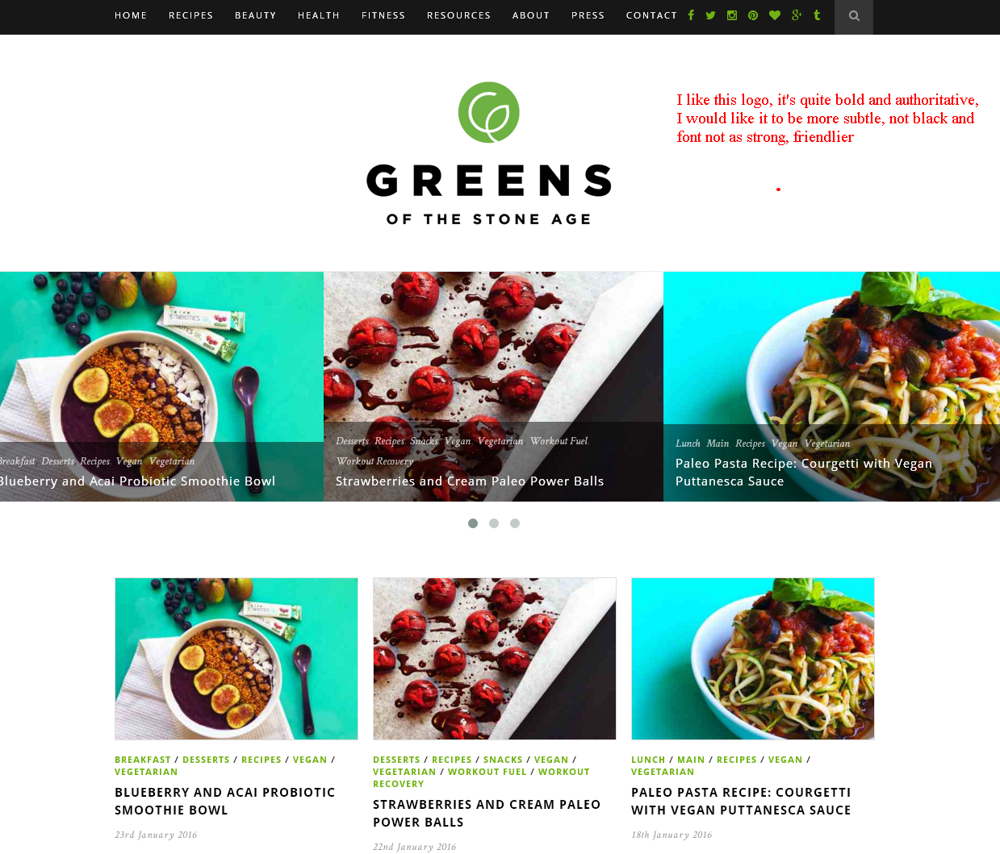 HOME RECIPES BEAUTY HEALTH FITNESS RESOURCES ABOUT PRESS CONTACT
I like this logo, it's quite bold and authoritative,
I would like it to be more subtle, not black and
font not as strong, friendlier
GREENS
OF THE STONE AGE
SYNBIOTICS
SYNBIOTICS
Breakfast Desserts Recipes Vegan Vegetarian
Blueberry and Acai Probiotic Smoothie Bowl
Desserts Recipes Snacks Vegan Vegetarian Workout Fuel
Workout Recovery
Strawberries and Cream Paleo Power Balls
Lunch Main Recipes Vegan Vegetarian
Paleo Pasta Recipe: Courgetti with Vegan
Puttanesca Sauce
BREAKFAST / DESSERTS / RECIPES / VEGAN /
VEGETARIAN
BLUEBERRY AND ACAI PROBIOTIC
SMOOTHIE BOWL
23rd January 2016
DESSERTS / RECIPES / SNACKS / VEGAN /
VEGETARIAN / WORKOUT FUEL / WORKOUT
RECOVERY
STRAWBERRIES AND CREAM PALEO
POWER BALLS
22nd January 2016
LUNCH / MAIN / RECIPES / VEGAN /
VEGETARIAN
PALEO PASTA RECIPE: COURGETTI
WITH VEGAN PUTTANESCA SAUCE
18th January 2016